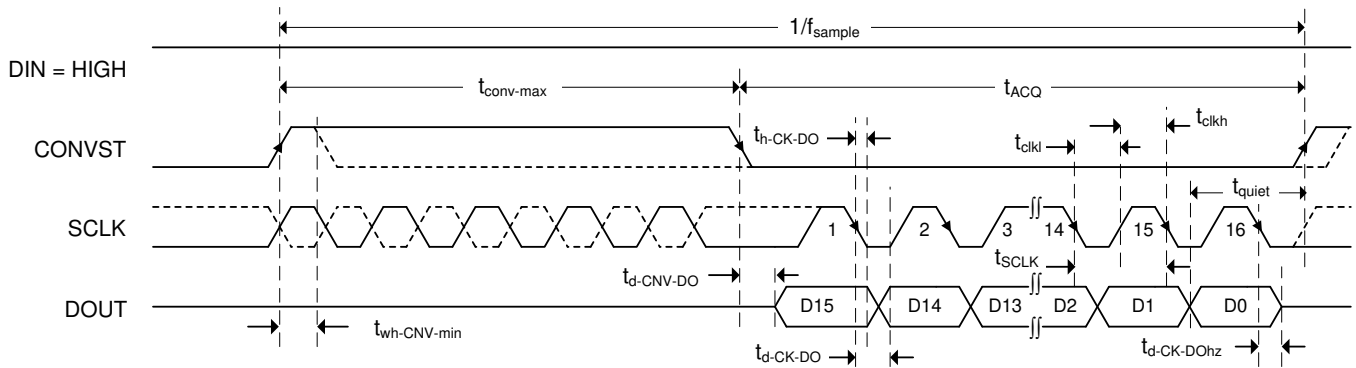 1/fsample
DIN = HIGH
tconv-max
tACQ
CONVST
th-CK-DO
tclkl
tclkh
tquiet
SCLK
1
2
3
14
15
16
tSCLK
td-CNV-DO
DOUT
D15
D14
D13
D2
D1
D0
twh-CNV-min
td-CK-DO
td-CK-DOhz